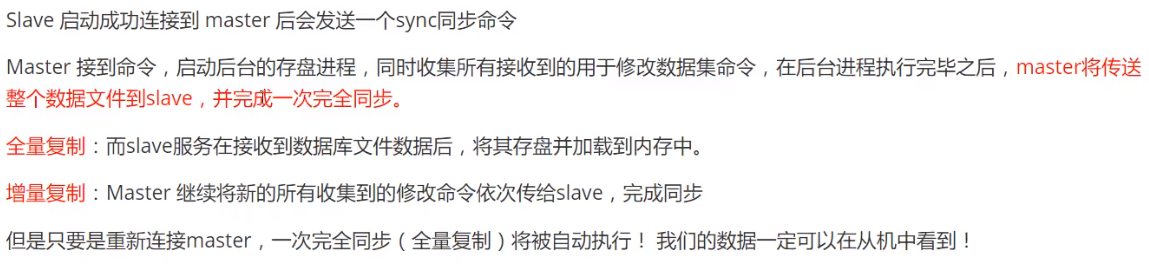 Slave 启动成功连接到 master 后会发送一个sync同步命令
Master 接到命令，启动后台的存盘进程，同时收集所有接收到的用于修改数据集命令，在后台进程执行完毕之后，master将传送
整个数据文件到slave，并完成一次完全同步。
全量复制：而slave服务在接收到数据库文件数据后，将其存盘并加载到内存中。
增量复制：Master 继续将新的所有收集到的修改命令依次传给slave，完成同步
但是只要是重新连接master，一次完全同步（全量复制）将被自动执行！ 我们的数据一定可以在从机中看到！